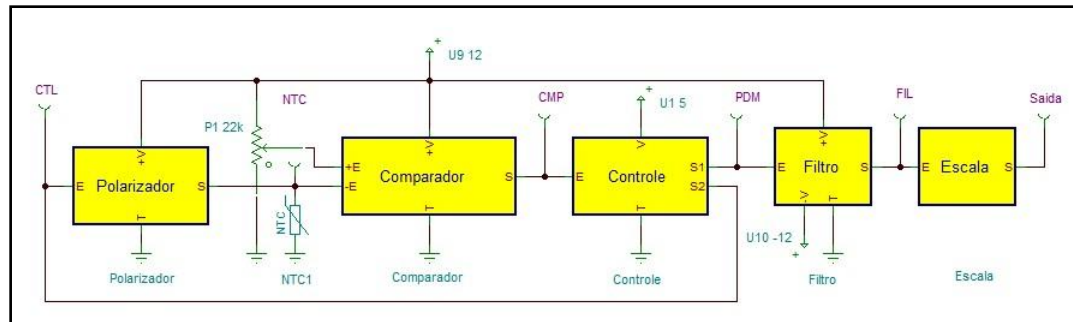 U9 12
CTL
NTC
CMP
U1 5
PDM
FIL
Saida
P1 22k
+V
+V
V
+V
Polarizador
E
S
T
+E
-E
Comparador
S
T
E
Controle
S1
S2
T
E
Filtro
S
-V
T
E
Escala
S
NTC
U10 -12
Polarizador
NTC1
Comparador
Controle
Filtro
Escala